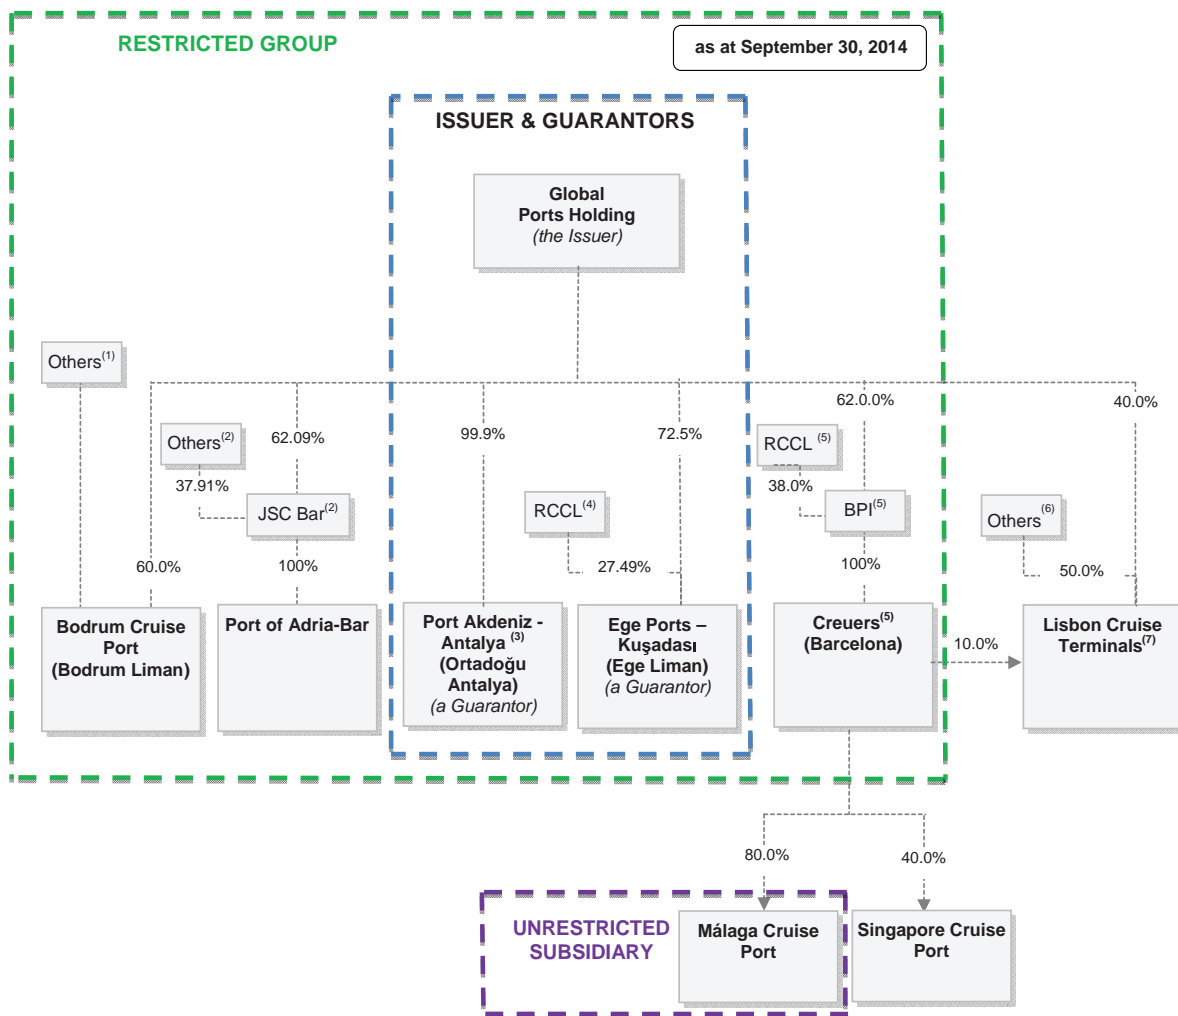 RESTRICTED GROUP
as at September 30, 2014
ISSUER & GUARANTORS
Global
Ports Holding
(the Issuer)
Others(1)
62.0.0%
40.0%
Others(2)
62.09%
99.9%
72.5%
RCCL (5)
37.91%
38.0%
JSC Bar(2)
RCCL(4)
BPI(5)
Others(6)
60.0%
100%
27.49%
100%
50.0%
Bodrum Cruise
Port
(Bodrum Liman)
Port of Adria-Bar
Port Akdeniz -
Antalya (3)
(Ortadoğu
Antalya)
(a Guarantor)
Ege Ports –
Kuşadası
(Ege Liman)
(a Guarantor)
Creuers(5)
(Barcelona)
10.0%
Lisbon Cruise
Terminals(7)
80.0%
40.0%
UNRESTRICTED
SUBSIDIARY
Málaga Cruise
Port
Singapore Cruise
Port